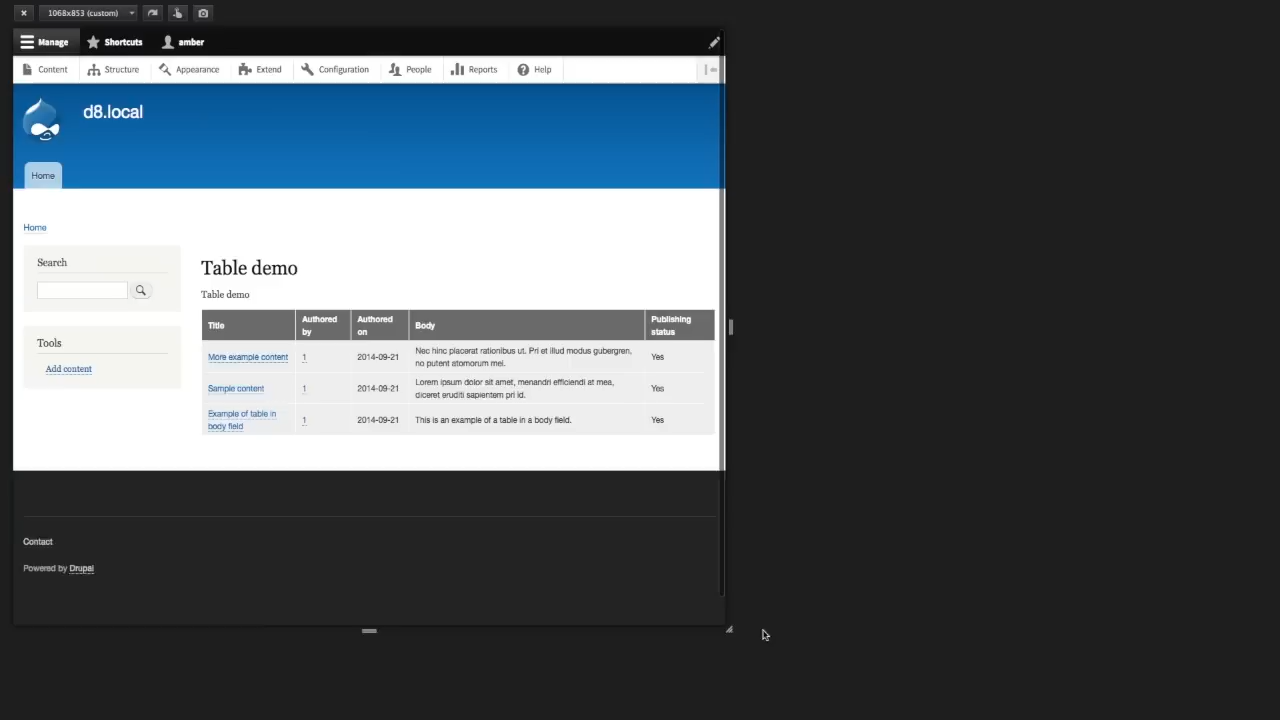 1068x853 (custom)
Manage Shortcuts amber
Content Structure Appearance Extend Configuration People Reports Help
d8.local
Home
Home
Search
Tools
Add content
Table demo
Table demo
Title Authored by Authored on Body Publishing status
More example content 1 2014-09-21 Nec hinc placerat rationibus ut. Pri et illud modus gubergren, no putent atomorum mei. Yes
Sample content 1 2014-09-21 Lorem ipsum dolor sit amet, menandri efficiendi at mea, diceret eruditi sapientem pri id. Yes
Example of table in body field 1 2014-09-21 This is an example of a table in a body field. Yes
Contact
Powered by Drupal